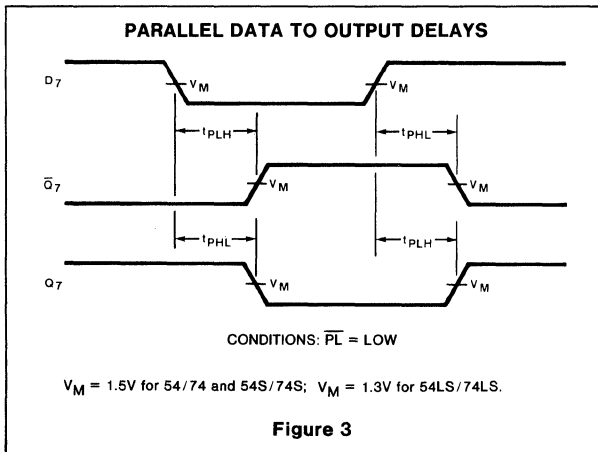 PARALLEL DATA TO OUTPUT DELAYS
D7
VM
VM
tPLH
tPHL
Q̅7
VM
VM
tPHL
tPLH
Q7
VM
VM
CONDITIONS: P̅L̅ = LOW
VM = 1.5V for 54/74 and 54S/74S; VM = 1.3V for 54LS/74LS.
Figure 3